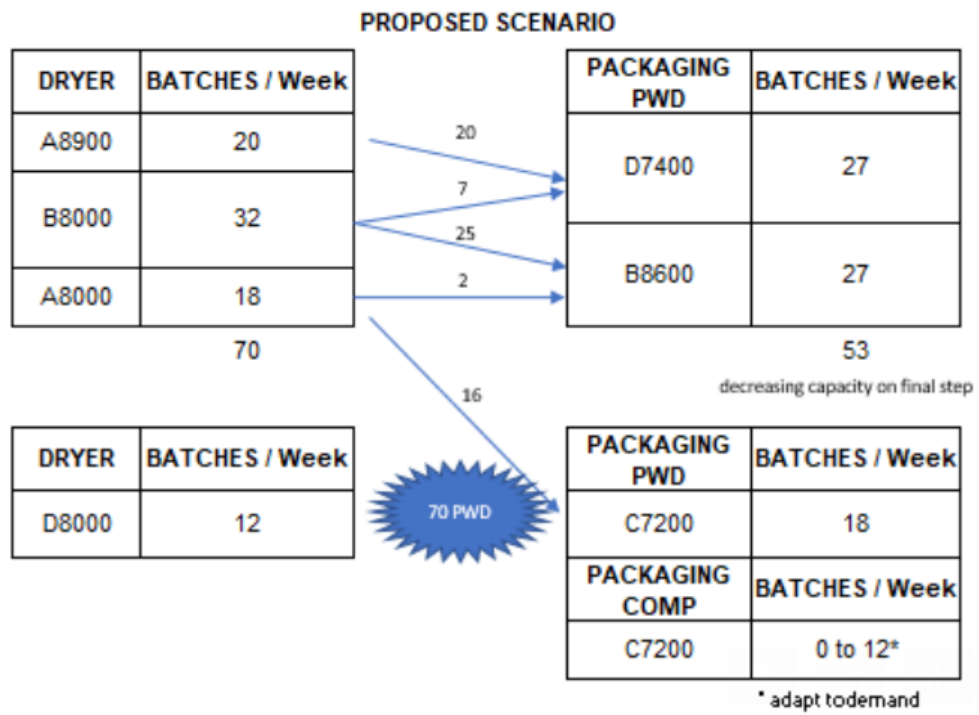 PROPOSED SCENARIO
DRYER BATCHES / Week
A8900 20
B8000 32
A8000 18
70
20
7
25
2
16
PACKAGING
PWD
BATCHES / Week
D7400 27
B8600 27
53
decreasing capacity on final step
DRYER BATCHES / Week
D8000 12
70 PWD
PACKAGING
PWD
BATCHES / Week
C7200 18
PACKAGING
COMP
BATCHES / Week
C7200 0 to 12*
* adapt todemand